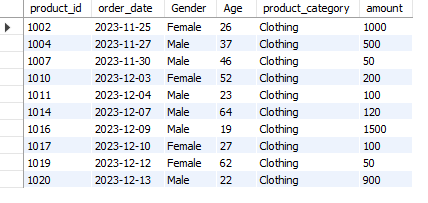 product_id order_date Gender Age product_category amount
1002 2023-11-25 Female 26 Clothing 1000
1004 2023-11-27 Male 37 Clothing 500
1007 2023-11-30 Male 46 Clothing 50
1010 2023-12-03 Female 52 Clothing 200
1011 2023-12-04 Male 23 Clothing 100
1014 2023-12-07 Male 64 Clothing 120
1016 2023-12-09 Male 19 Clothing 1500
1017 2023-12-10 Female 27 Clothing 100
1019 2023-12-12 Female 62 Clothing 50
1020 2023-12-13 Male 22 Clothing 900